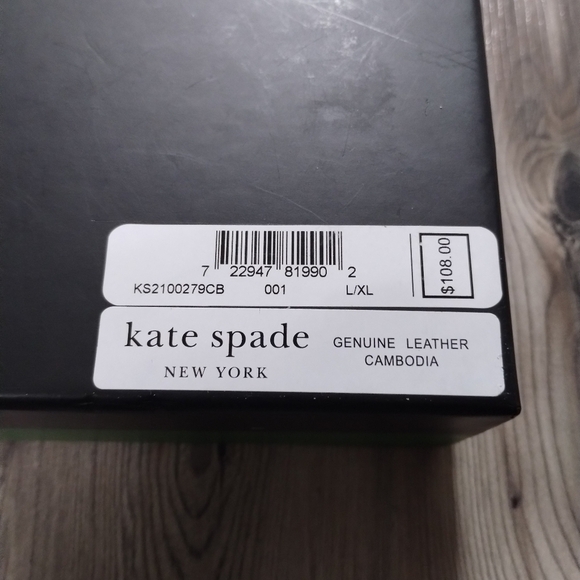 7 22947 81990 2
KS2100279CB 001 L/XL
$108.00
kate spade
NEW YORK
GENUINE LEATHER
CAMBODIA